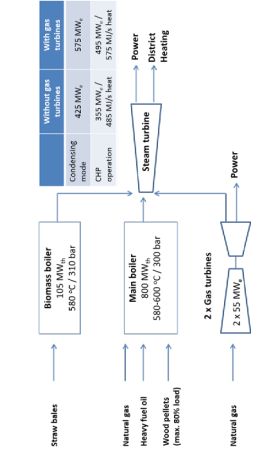 Without gas
turbines
With gas
turbines
Condensing
mode
425 MWe
575 MWe
CHP
operation
355 MWe /
485 MJ/s heat
495 MWe /
575 MJ/s heat
Straw bales
Biomass boiler
105 MWth
580 °C / 310 bar
Natural gas
Heavy fuel oil
Wood pellets
(max. 80% load)
Main boiler
800 MWth
580-600 °C / 300 bar
Steam turbine
Power
District
Heating
2 x Gas turbines
Natural gas
2 x 55 MWe
Power